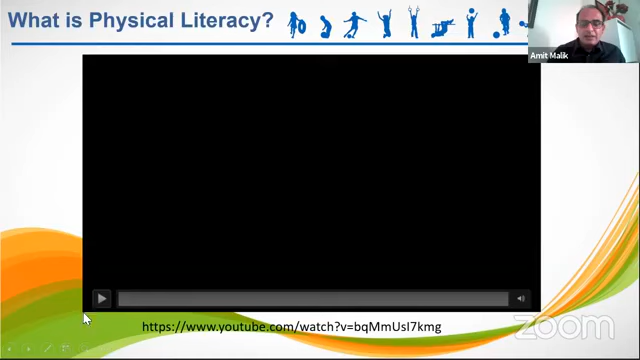 What is Physical Literacy?
Amit Malik
https://www.youtube.com/watch?v=bqMmUsI7kmg
zoom